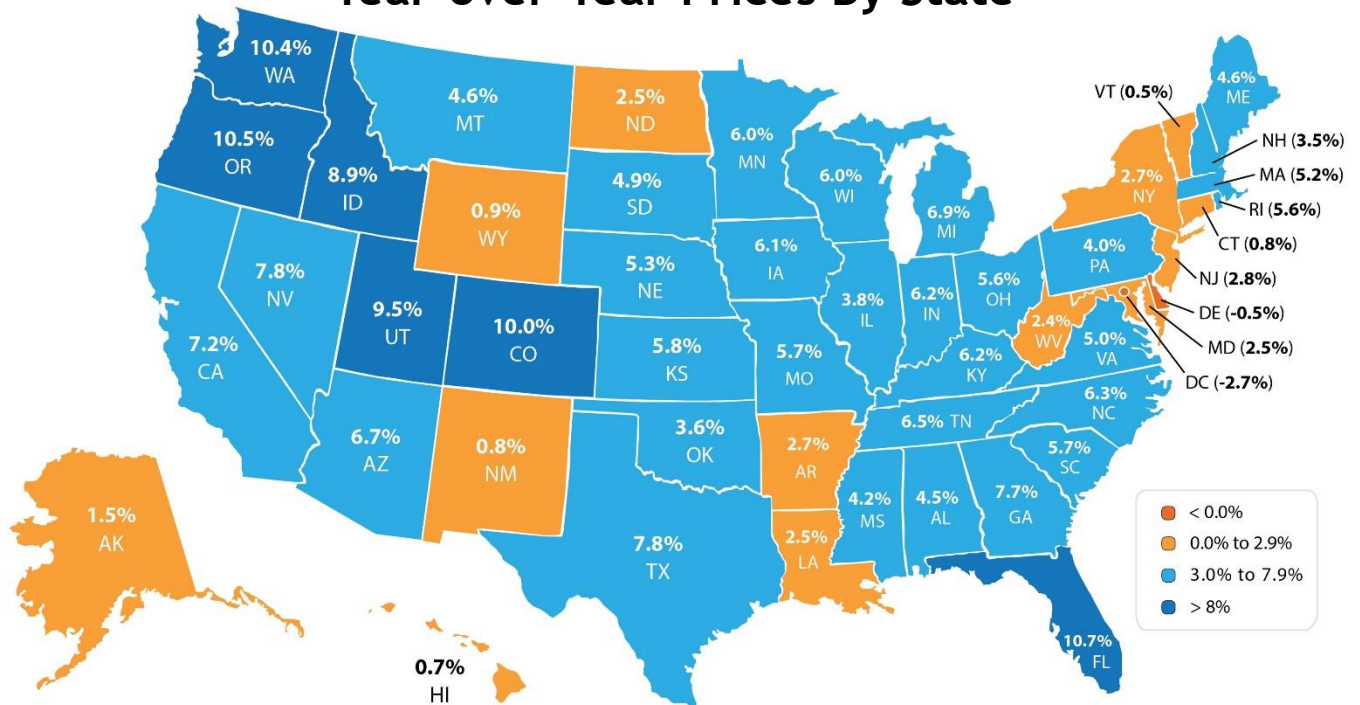 Year-over-Year Prices By State
10.4%
WA
10.5%
OR
8.9%
ID
4.6%
MT
2.5%
ND
6.0%
MN
4.9%
SD
0.9%
WY
6.0%
WI
6.9%
MI
7.8%
NV
7.2%
CA
9.5%
UT
10.0%
CO
5.3%
NE
6.1%
IA
3.8%
IL
6.2%
IN
5.6%
OH
4.0%
PA
2.7%
NY
4.6%
ME
VT (0.5%)
NH (3.5%)
MA (5.2%)
RI (5.6%)
CT (0.8%)
NJ (2.8%)
DE (-0.5%)
MD (2.5%)
DC (-2.7%)
2.4%
WV
5.0%
VA
5.8%
KS
5.7%
MO
6.2%
KY
6.3%
NC
6.5% TN
5.7%
SC
6.7%
AZ
0.8%
NM
3.6%
OK
2.7%
AR
4.2%
MS
4.5%
AL
7.7%
GA
7.8%
TX
2.5%
LA
10.7%
FL
1.5%
AK
0.7%
HI
< 0.0%
0.0% to 2.9%
3.0% to 7.9%
> 8%